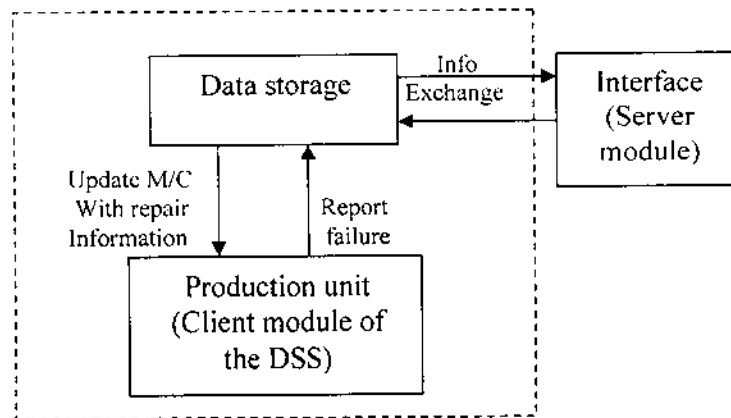 Data storage
Info
Exchange
Interface
(Server
module)
Update M/C
With repair
Information
Report
failure
Production unit
(Client module of
the DSS)